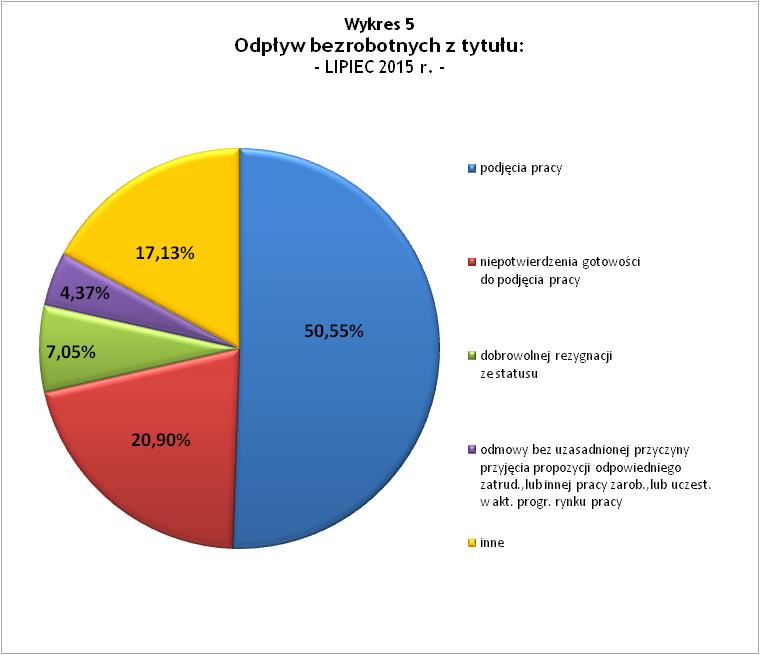 Wykres 5
Odpływ bezrobotnych z tytułu:
- LIPIEC 2015 r. -
17,13%
4,37%
7,05%
20,90%
50,55%
podjęcia pracy
niepotwierdzenia gotowości
do podjęcia pracy
dobrowolnej rezygnacji
ze statusu
odmowy bez uzasadnionej przyczyny
przyjęcia propozycji odpowiedniego
zatrud.,lub innej pracy zarob.,lub uczest.
w akt. progr. rynku pracy
inne